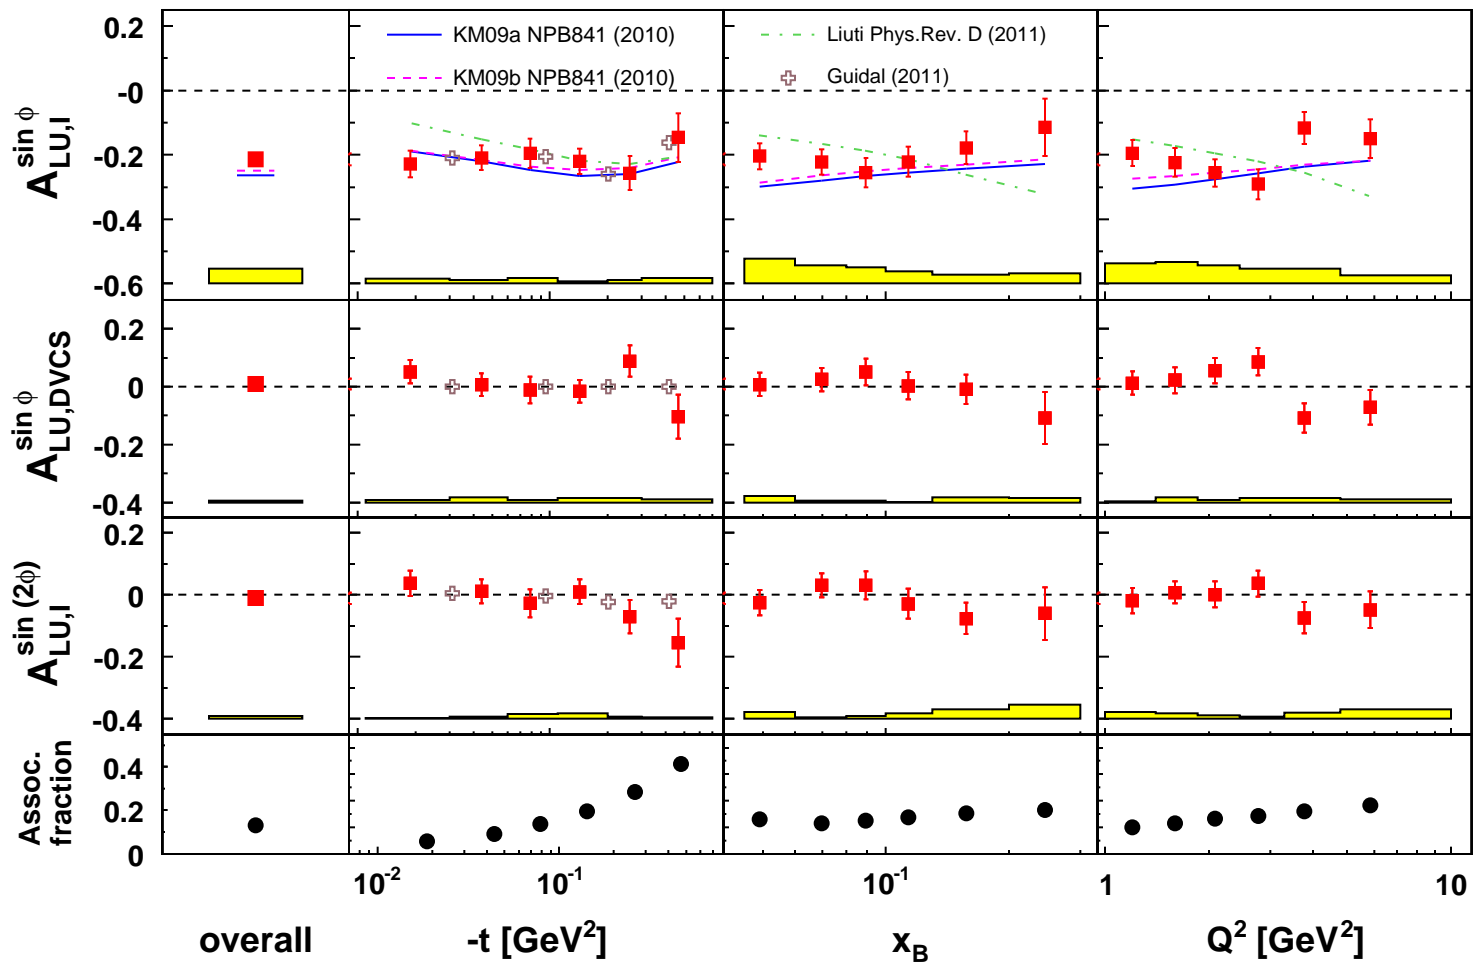 0.2
-0
-0.2
-0.4
-0.6
A_LU,I^sin ϕ
KM09a NPB841 (2010)
KM09b NPB841 (2010)
Liuti Phys.Rev. D (2011)
Guidal (2011)
0.2
0
-0.2
-0.4
A_LU,DVCS^sin ϕ
0.2
0
-0.2
-0.4
A_LU,I^sin (2ϕ)
0.4
0.2
0
Assoc.
fraction
10^-2
10^-1
10^-1
1
10
overall
-t [GeV^2]
x_B
Q^2 [GeV^2]